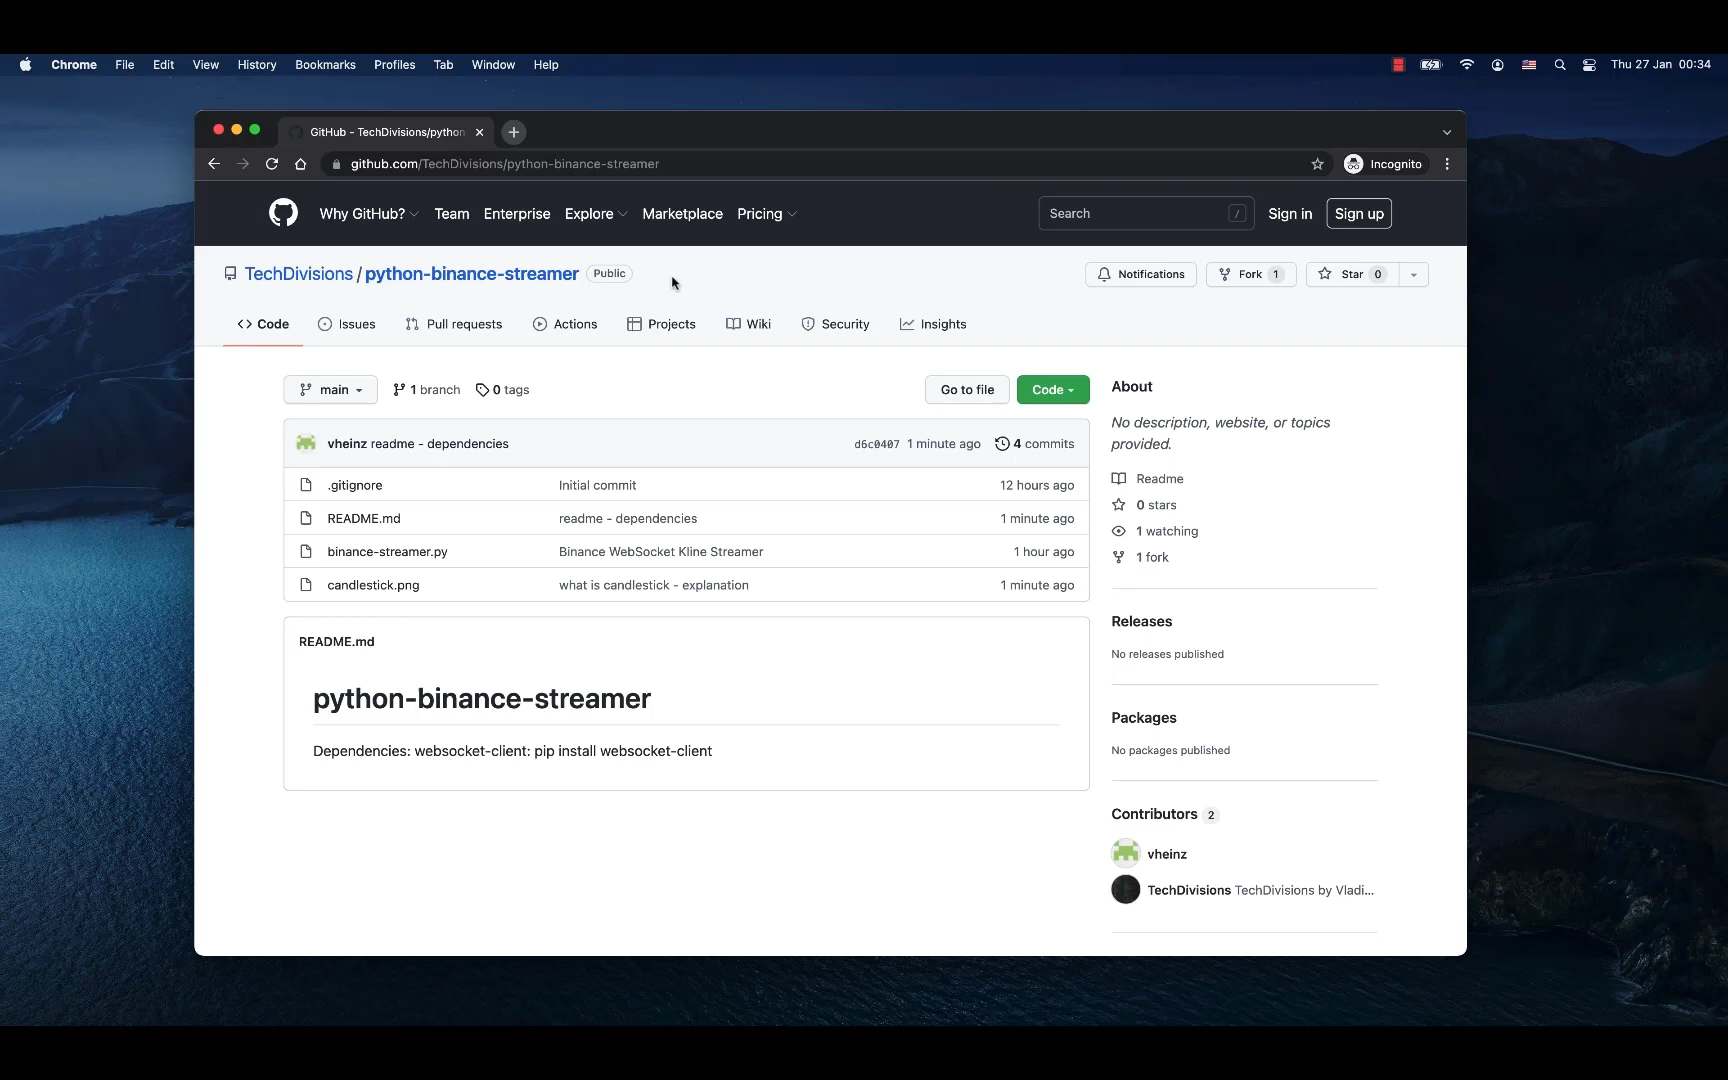 Chrome File Edit View History Bookmarks Profiles Tab Window Help Thu 27 Jan 00:34
GitHub - TechDivisions/python
github.com/TechDivisions/python-binance-streamer Incognito
Why GitHub? Team Enterprise Explore Marketplace Pricing Search / Sign in Sign up
TechDivisions / python-binance-streamer Public Notifications Fork 1 Star 0
<> Code Issues Pull requests Actions Projects Wiki Security Insights
main 1 branch 0 tags Go to file Code
vheinz readme - dependencies d6c0407 1 minute ago 4 commits
.gitignore Initial commit 12 hours ago
README.md readme - dependencies 1 minute ago
binance-streamer.py Binance WebSocket Kline Streamer 1 hour ago
candlestick.png what is candlestick - explanation 1 minute ago
README.md
python-binance-streamer
Dependencies: websocket-client: pip install websocket-client
About
No description, website, or topics
provided.
Readme
0 stars
1 watching
1 fork
Releases
No releases published
Packages
No packages published
Contributors 2
vheinz
TechDivisions TechDivisions by Vladi...